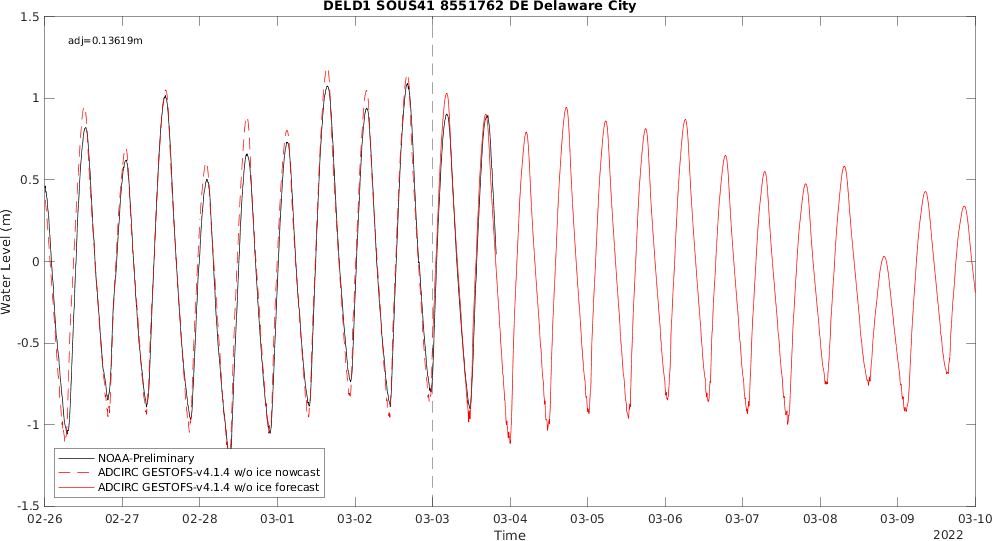 DELD1 SOUS41 8551762 DE Delaware City
1.5
1
0.5
0
-0.5
-1
-1.5
Water Level (m)
adj=0.13619m
NOAA-Preliminary
ADCIRC GESTOFS-v4.1.4 w/o ice nowcast
ADCIRC GESTOFS-v4.1.4 w/o ice forecast
02-26 02-27 02-28 03-01 03-02 03-03 03-04 03-05 03-06 03-07 03-08 03-09 03-10
Time
2022